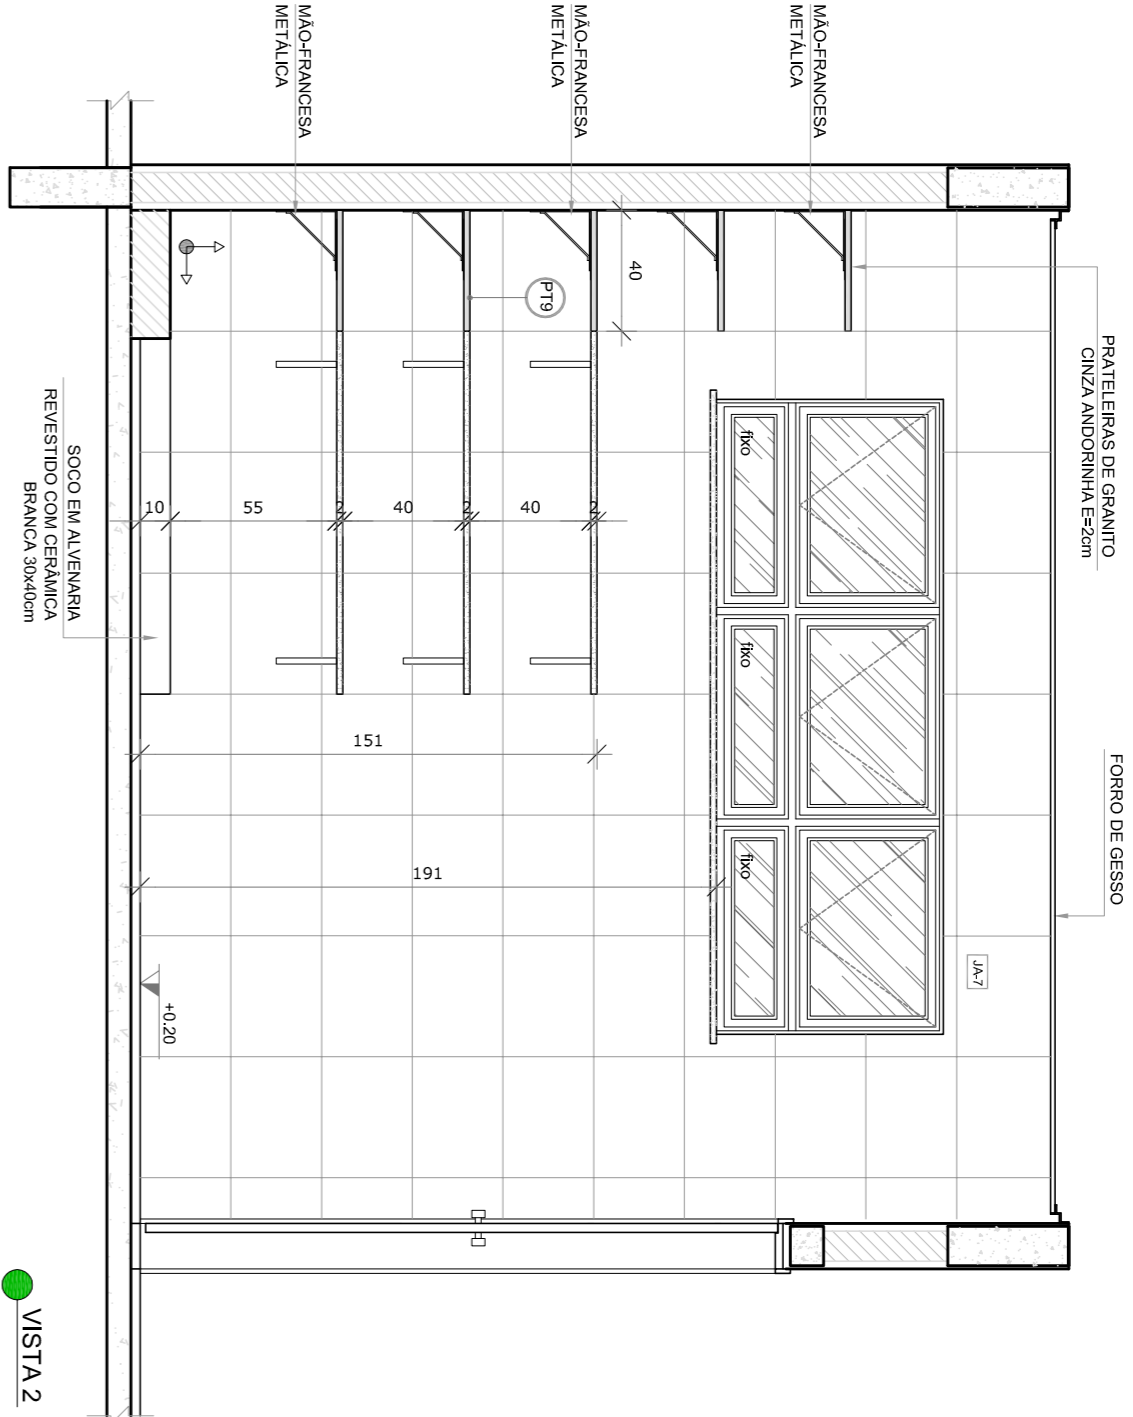 FORRO DE GESSO
PRATELEIRAS DE GRANITO
CINZA ANDORINHA E=2cm
JA-7
MÃO-FRANCESA
METÁLICA
MÃO-FRANCESA
METÁLICA
MÃO-FRANCESA
METÁLICA
fixo
fixo
fixo
40
PT9
2
40
2
40
2
55
10
151
191
+0.20
SOCO EM ALVENARIA
REVESTIDO COM CERÂMICA
BRANCA 30x40cm
VISTA 2